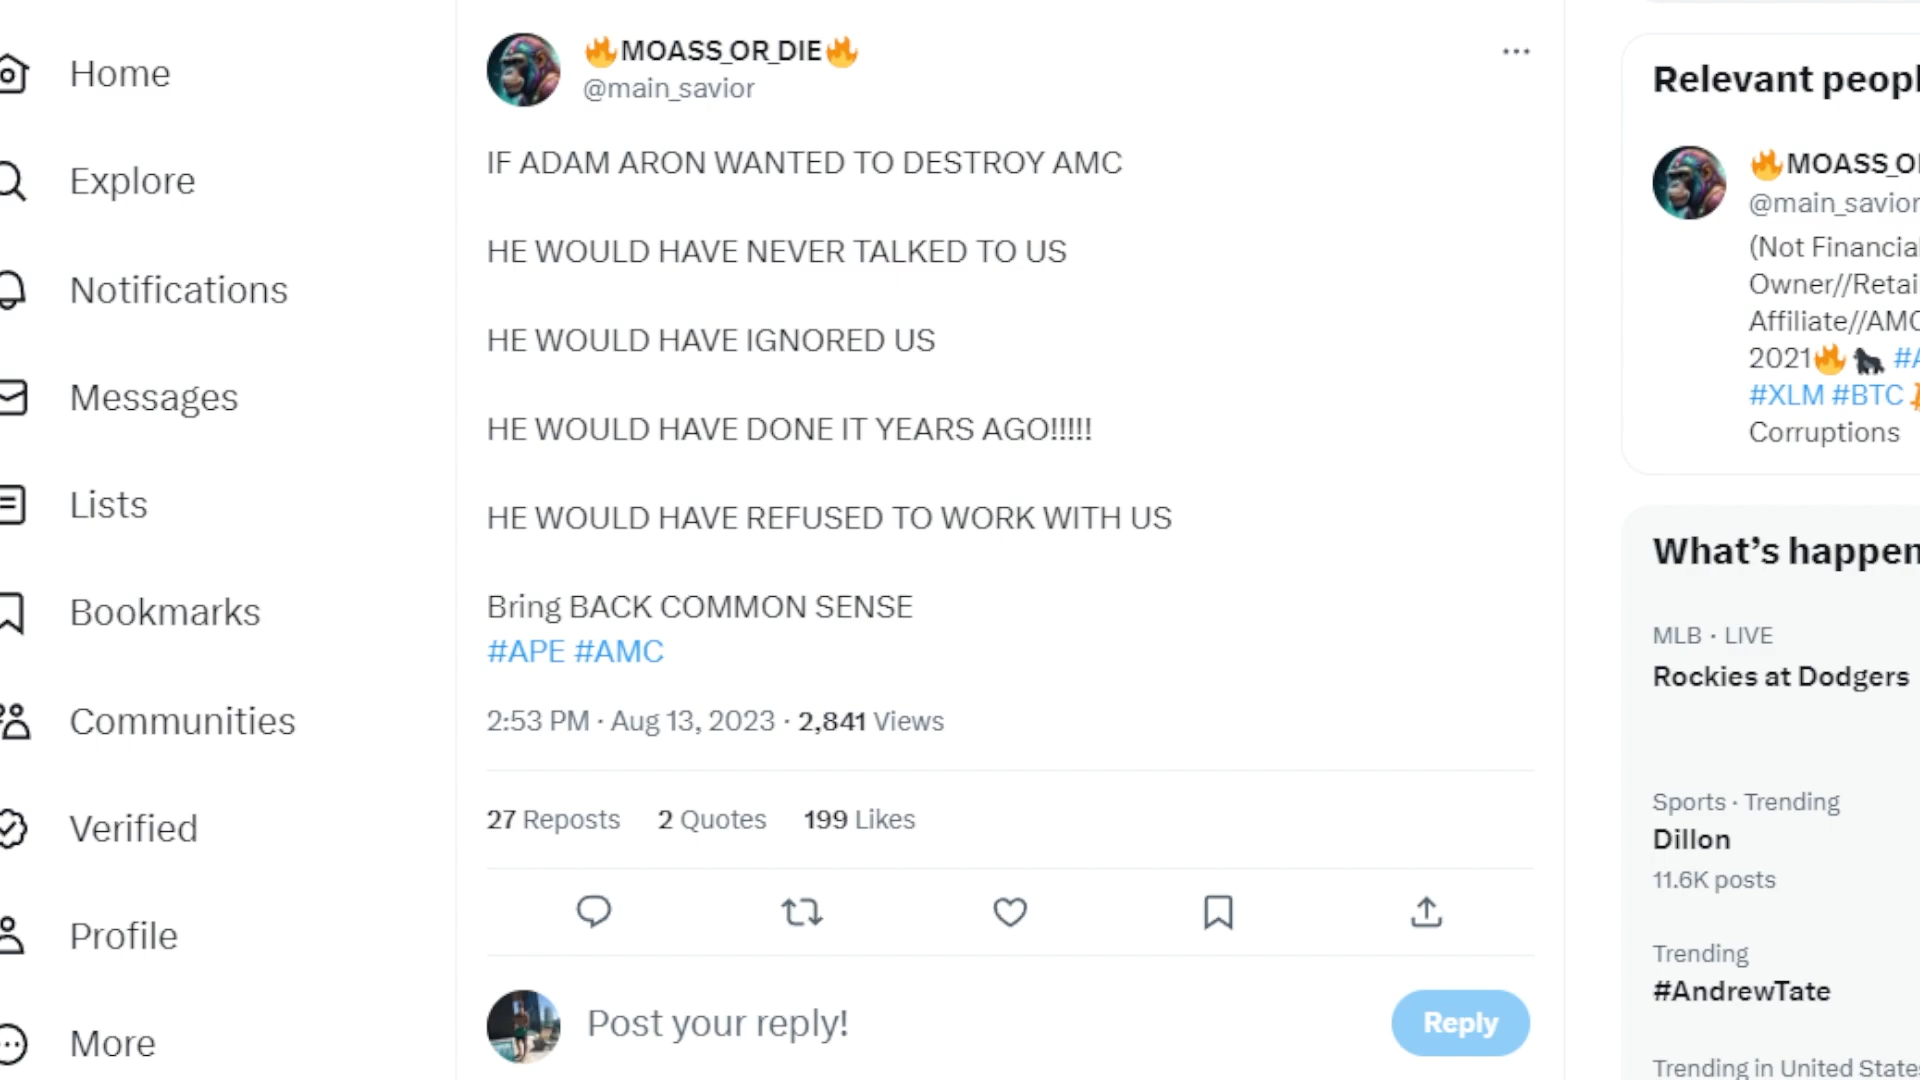 Home
Explore
Notifications
Messages
Lists
Bookmarks
Communities
Verified
Profile
More
🔥MOASS_OR_DIE🔥
@main_savior
IF ADAM ARON WANTED TO DESTROY AMC
HE WOULD HAVE NEVER TALKED TO US
HE WOULD HAVE IGNORED US
HE WOULD HAVE DONE IT YEARS AGO!!!!!
HE WOULD HAVE REFUSED TO WORK WITH US
Bring BACK COMMON SENSE
#APE #AMC
2:53 PM · Aug 13, 2023 · 2,841 Views
27 Reposts 2 Quotes 199 Likes
Post your reply!
Reply
Relevant peopl
🔥MOASS_O
@main_savior
(Not Financial
Owner//Retai
Affiliate//AMC
2021🔥🦍 #A
#XLM #BTC
Corruptions
What's happen
MLB · LIVE
Rockies at Dodgers
Sports · Trending
Dillon
11.6K posts
Trending
#AndrewTate
Trending in United States